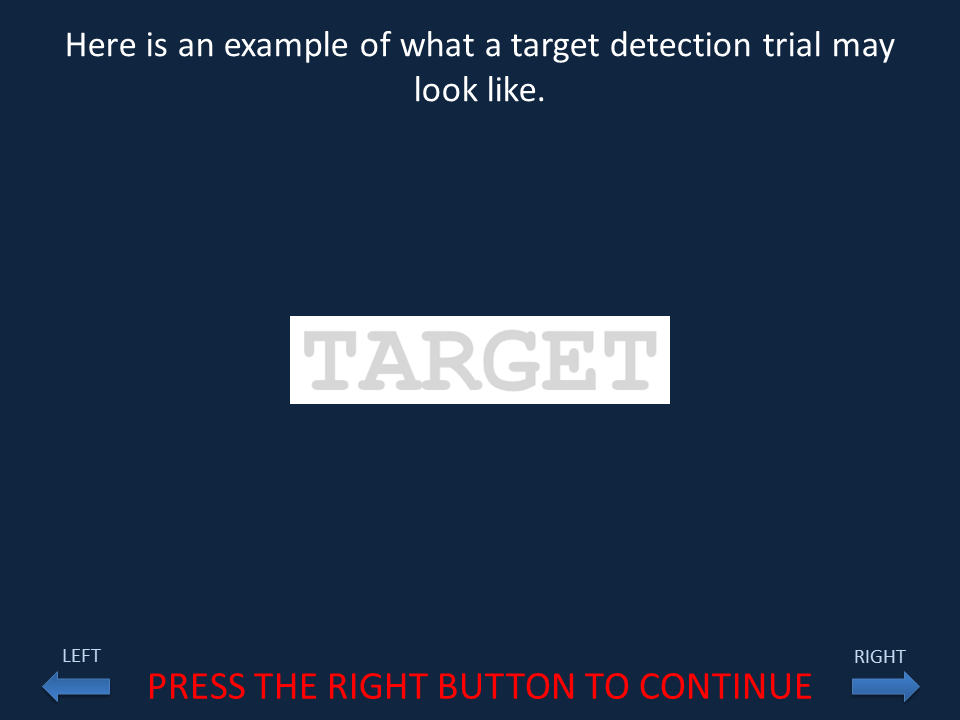 Here is an example of what a target detection trial may
look like.
TARGET
LEFT
RIGHT
PRESS THE RIGHT BUTTON TO CONTINUE